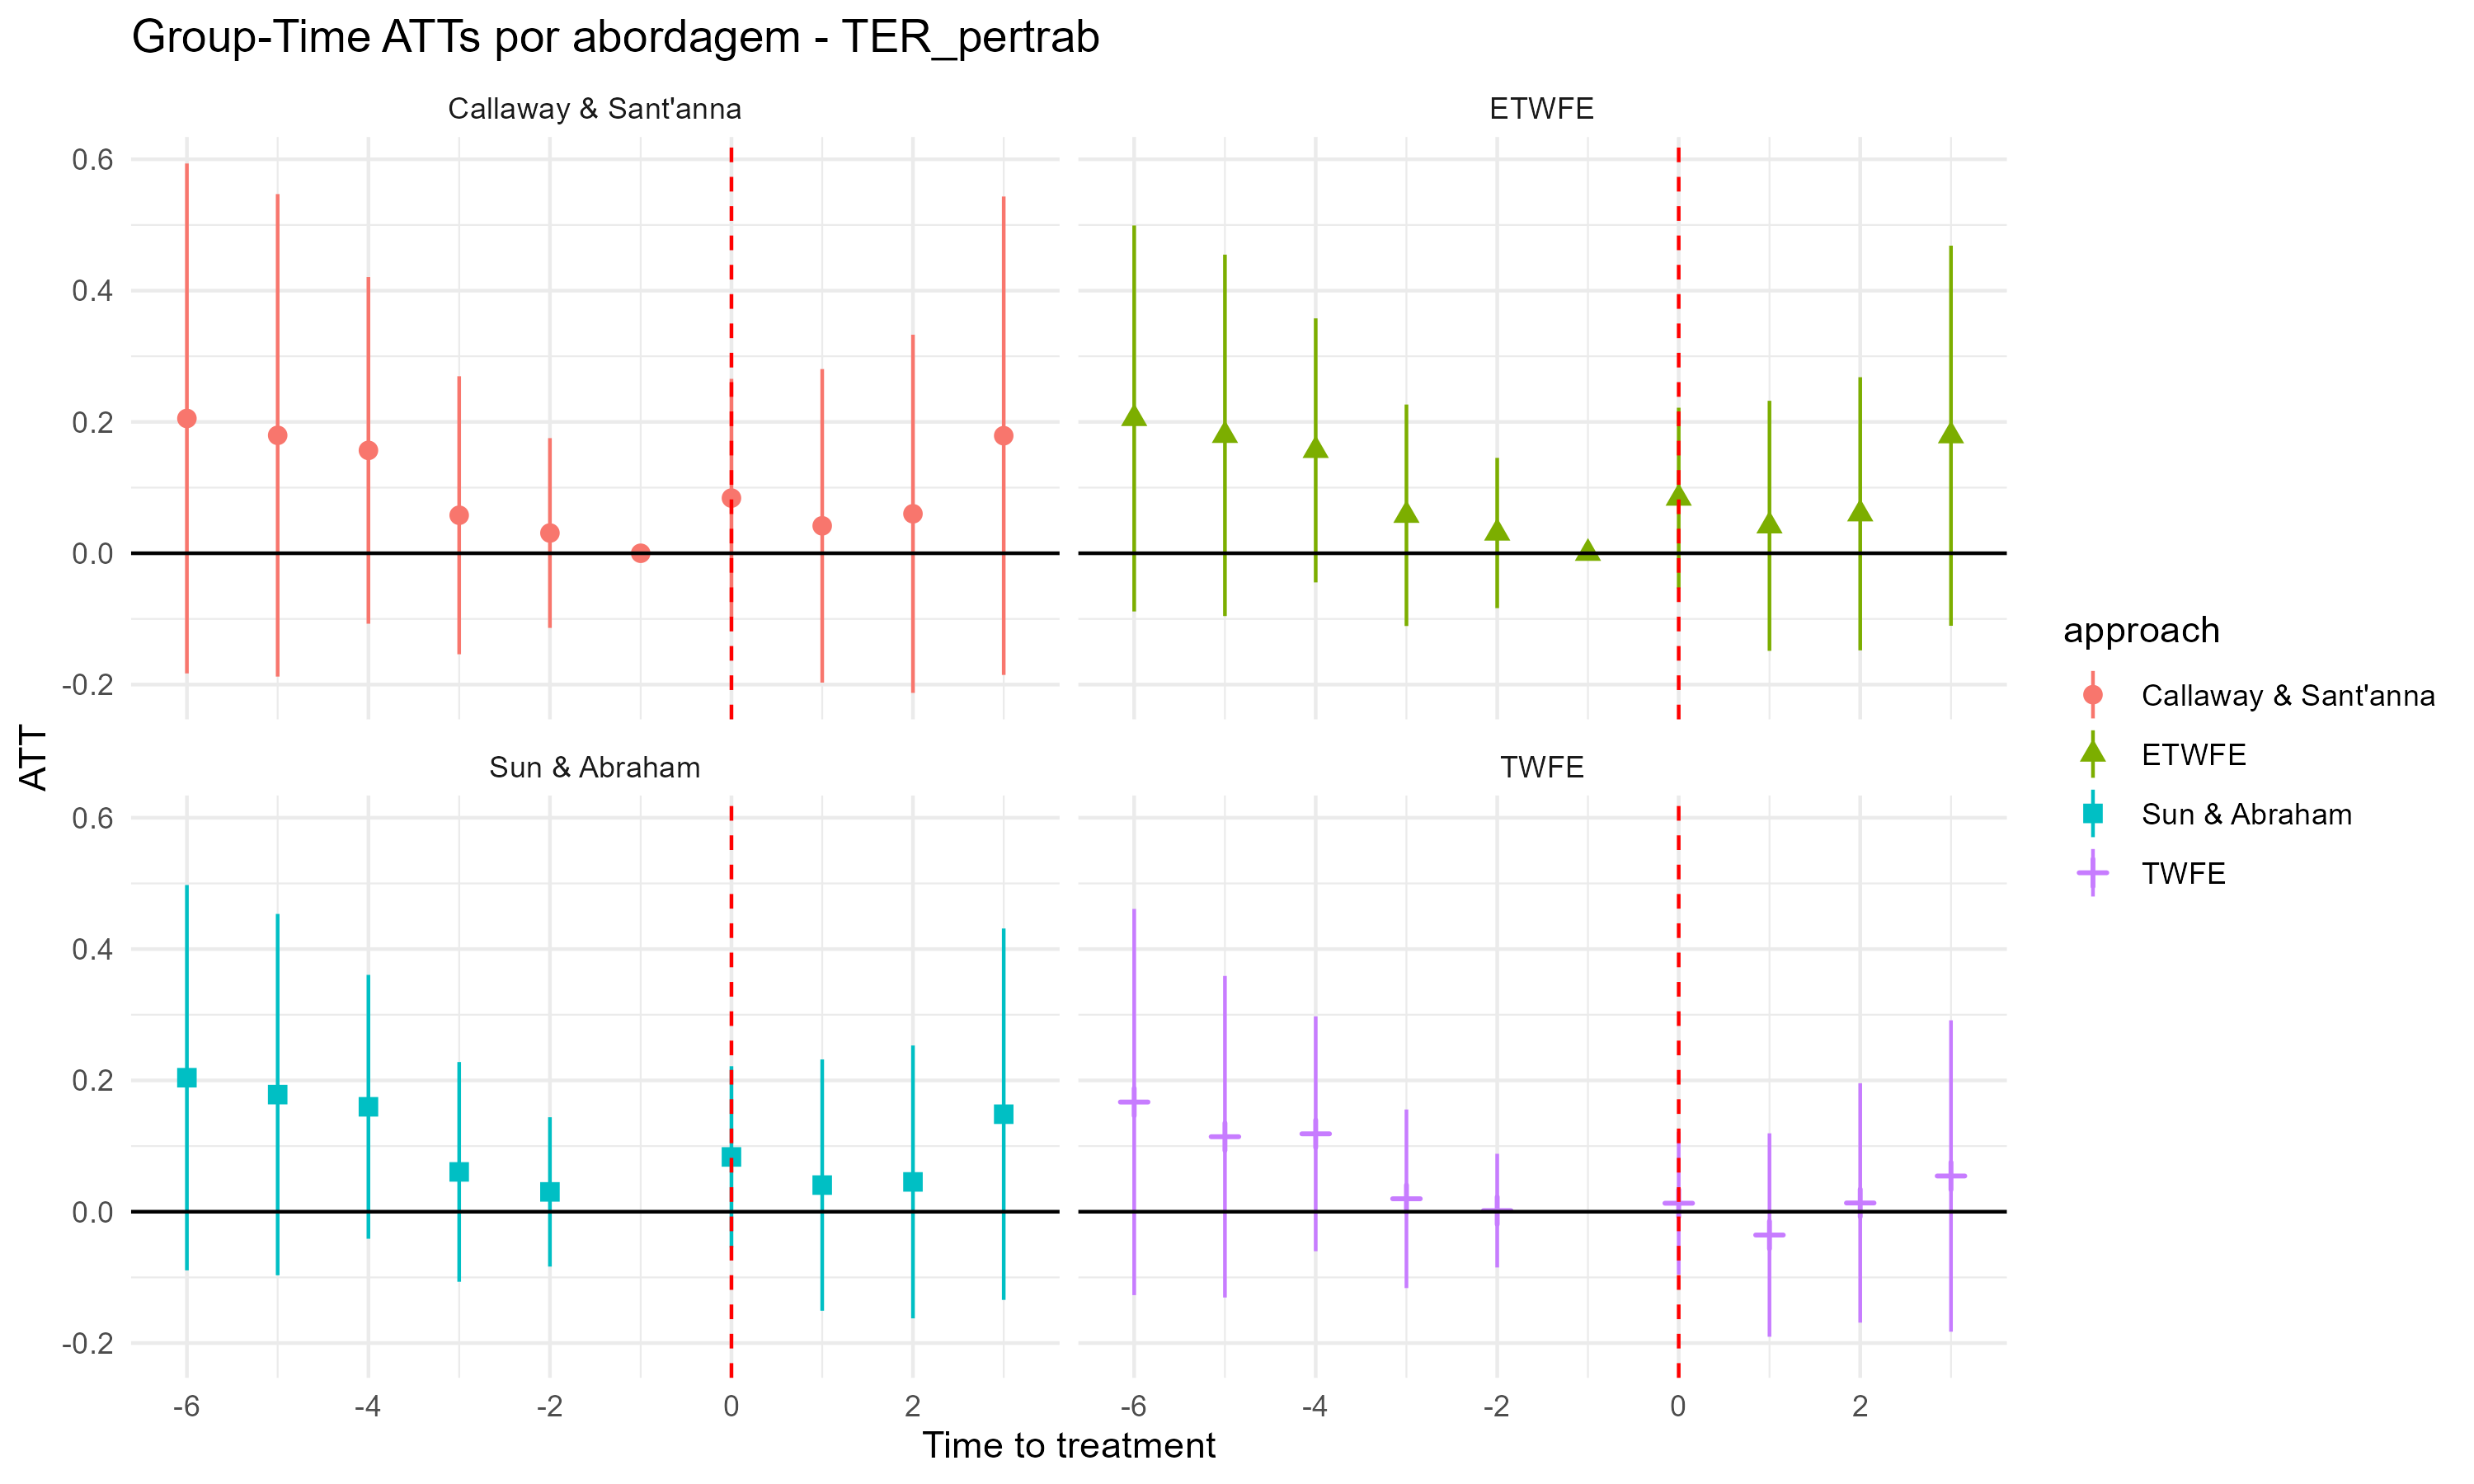 Group-Time ATTs por abordagem - TER_pertrab
Callaway & Sant'anna
ETWFE
0.6
0.4
0.2
0.0
-0.2
ATT
Sun & Abraham
TWFE
0.6
0.4
0.2
0.0
-0.2
-6 -4 -2 0 2
-6 -4 -2 0 2
Time to treatment
approach
Callaway & Sant'anna
ETWFE
Sun & Abraham
TWFE